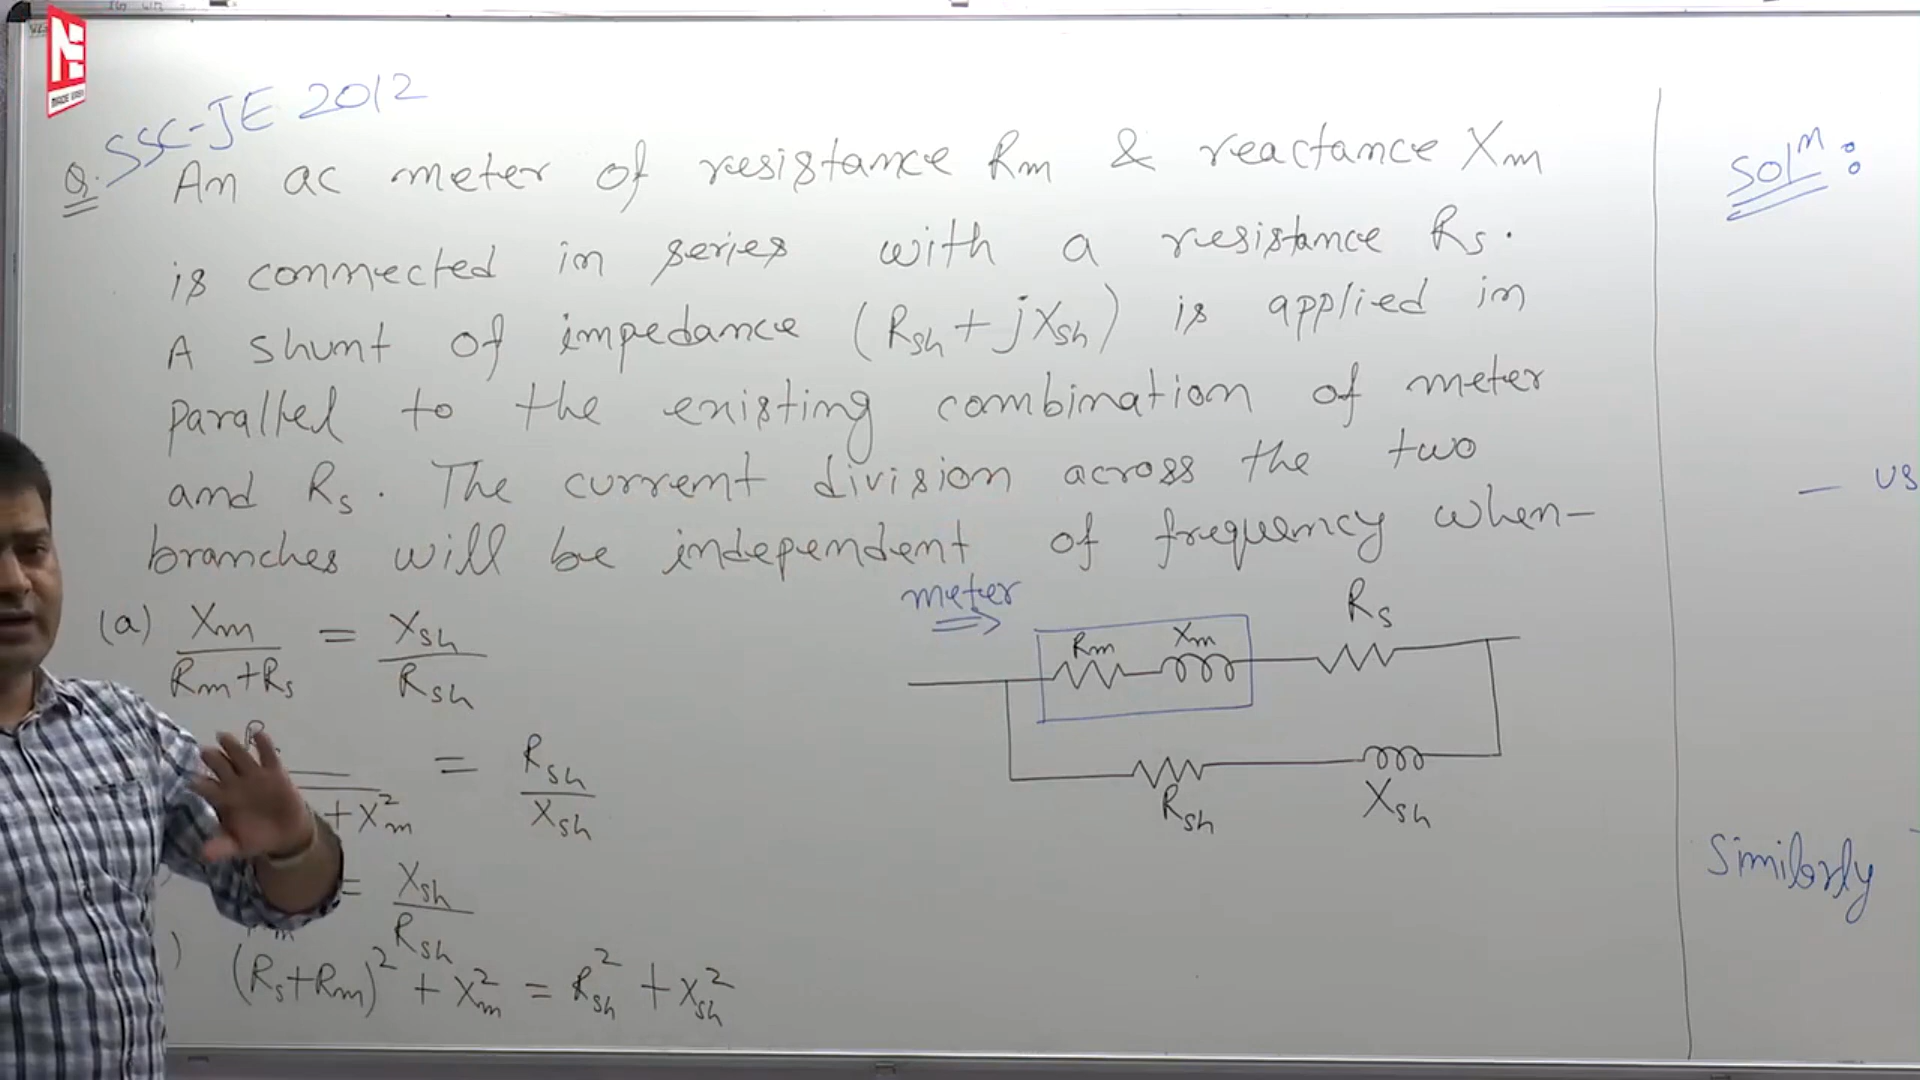 MADE EASY
SSC-JE 2012
Q. An ac meter of resistance Rm & reactance Xm
is connected in series with a resistance Rs.
A shunt of impedance (Rsh + jXsh) is applied in
parallel to the existing combination of meter
and Rs. The current division across the two
branches will be independent of frequency when–
(a) Xm/(Rm+Rs) = Xsh/Rsh
+ X²m = Rsh/Xsh
= Xsh/Rsh
) (Rs+Rm)² + X²m = R²sh + X²sh
meter
Rm Xm
Rs
Rsh
Xsh
Solⁿ:
Similarly